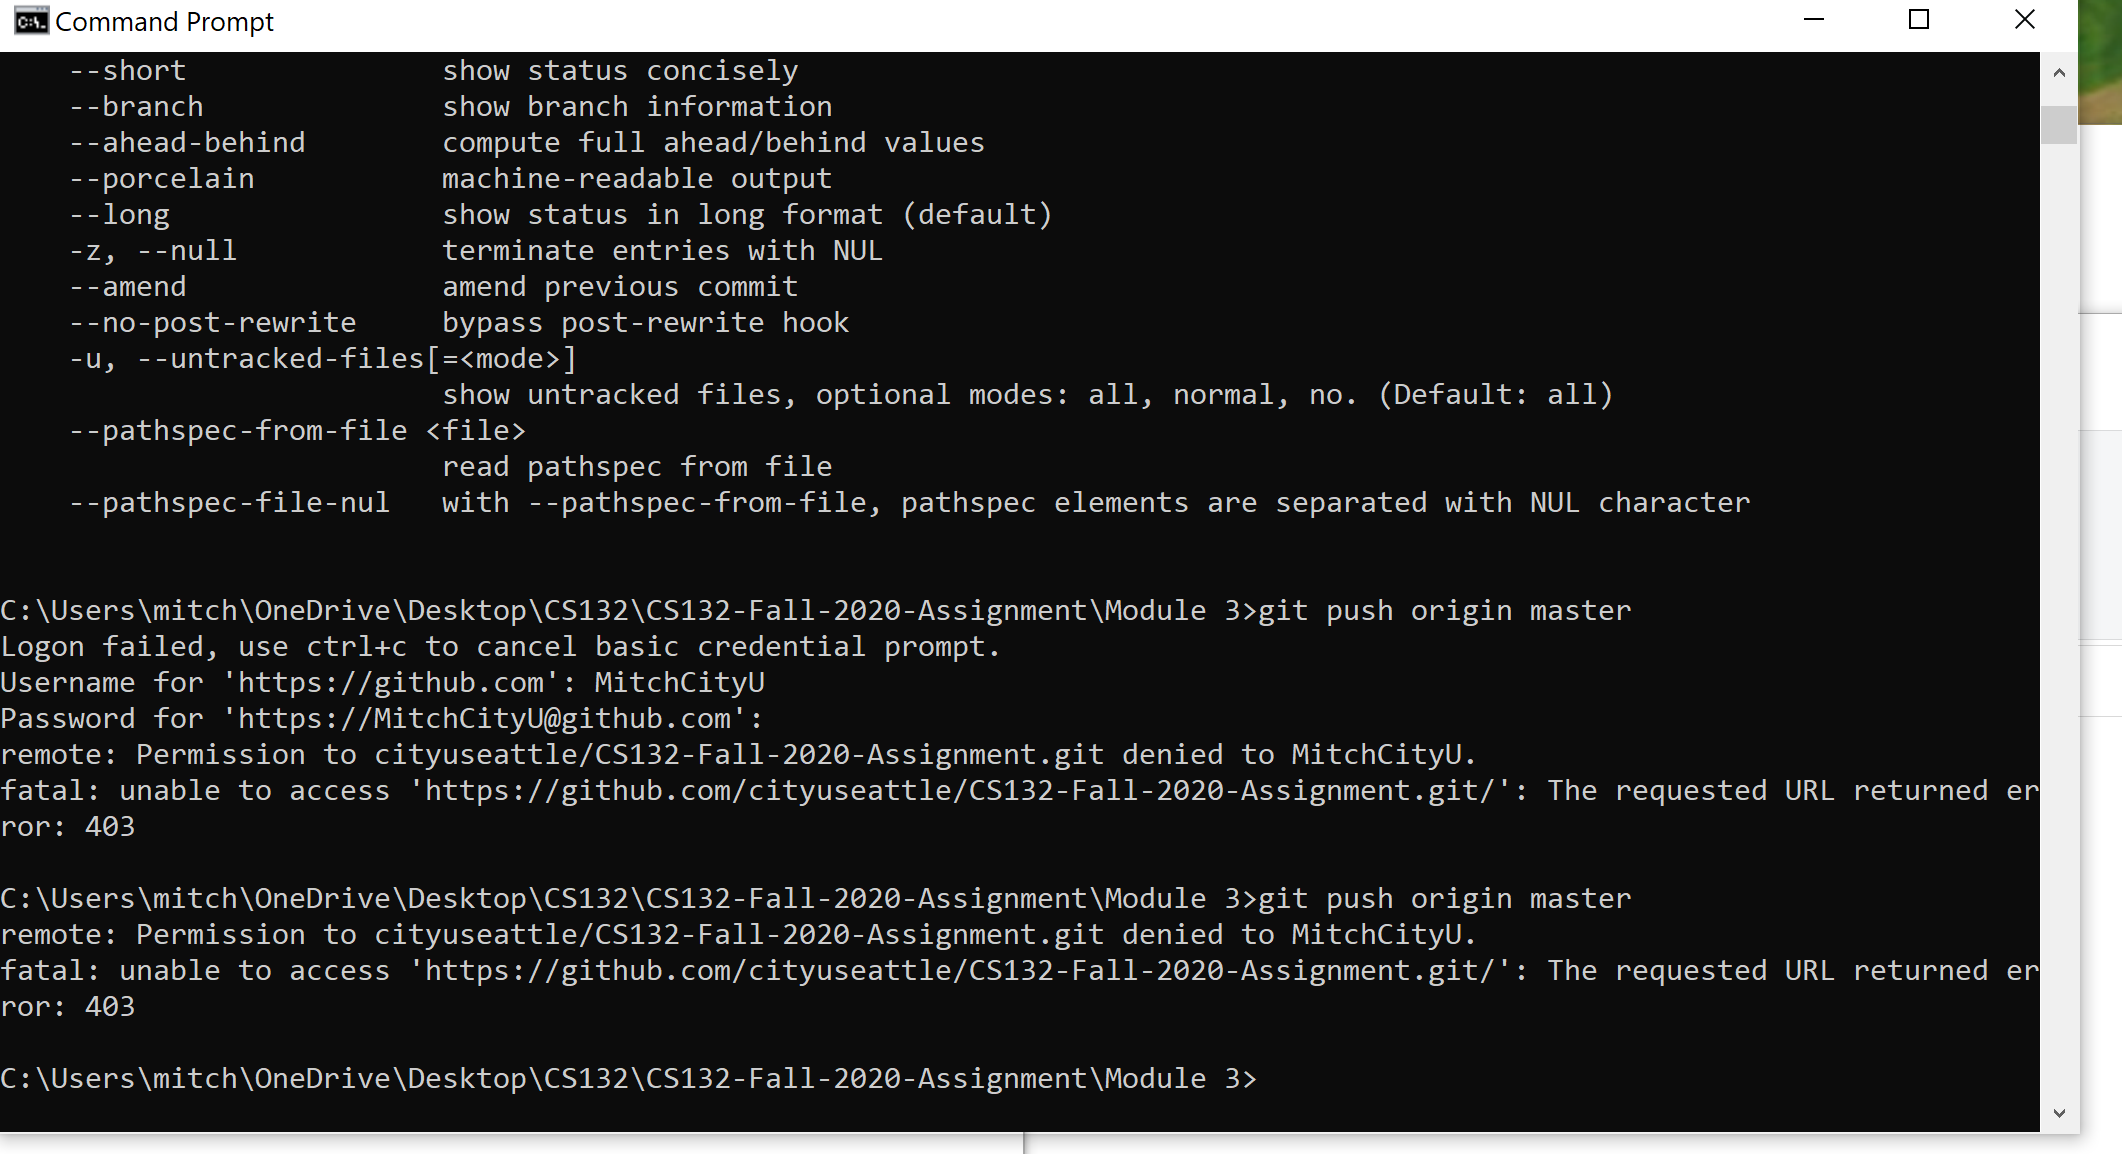 Command Prompt
--short show status concisely
--branch show branch information
--ahead-behind compute full ahead/behind values
--porcelain machine-readable output
--long show status in long format (default)
-z, --null terminate entries with NUL
--amend amend previous commit
--no-post-rewrite bypass post-rewrite hook
-u, --untracked-files[=<mode>]
show untracked files, optional modes: all, normal, no. (Default: all)
--pathspec-from-file <file>
read pathspec from file
--pathspec-file-nul with --pathspec-from-file, pathspec elements are separated with NUL character
C:\Users\mitch\OneDrive\Desktop\CS132\CS132-Fall-2020-Assignment\Module 3>git push origin master
Logon failed, use ctrl+c to cancel basic credential prompt.
Username for 'https://github.com': MitchCityU
Password for 'https://MitchCityU@github.com':
remote: Permission to cityuseattle/CS132-Fall-2020-Assignment.git denied to MitchCityU.
fatal: unable to access 'https://github.com/cityuseattle/CS132-Fall-2020-Assignment.git/': The requested URL returned er
ror: 403
C:\Users\mitch\OneDrive\Desktop\CS132\CS132-Fall-2020-Assignment\Module 3>git push origin master
remote: Permission to cityuseattle/CS132-Fall-2020-Assignment.git denied to MitchCityU.
fatal: unable to access 'https://github.com/cityuseattle/CS132-Fall-2020-Assignment.git/': The requested URL returned er
ror: 403
C:\Users\mitch\OneDrive\Desktop\CS132\CS132-Fall-2020-Assignment\Module 3>